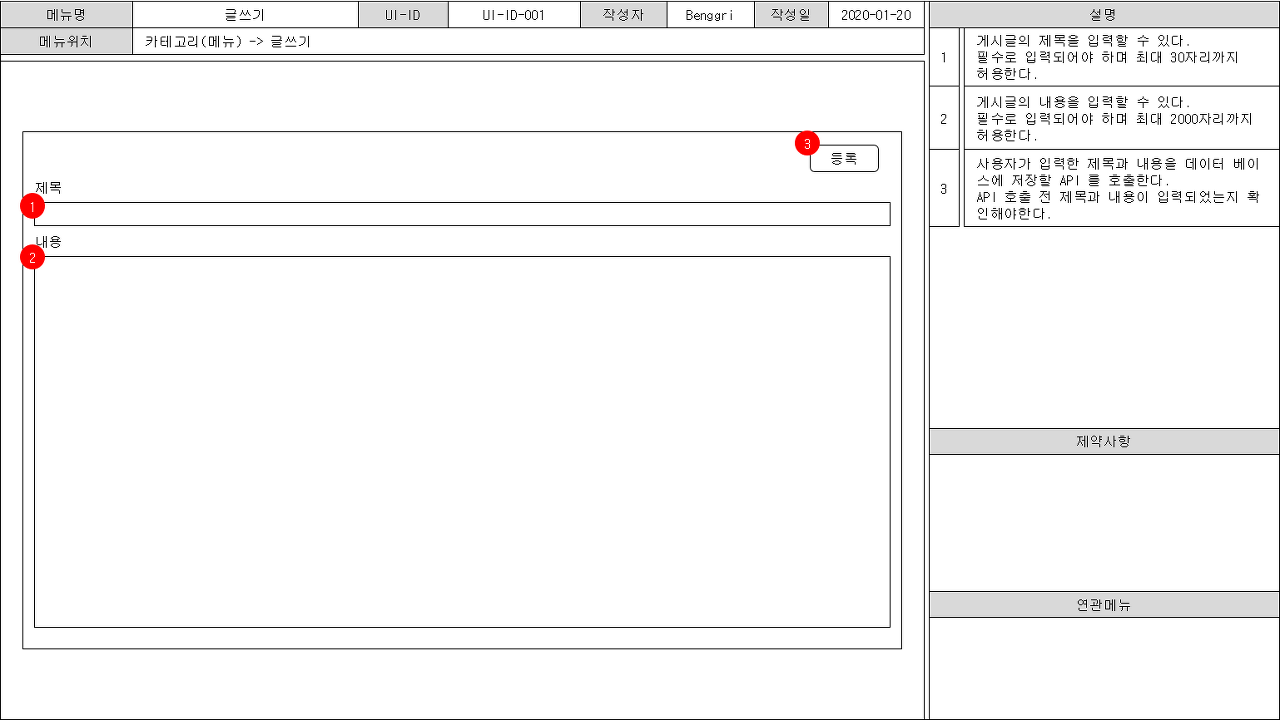 메뉴명 글쓰기 UI-ID UI-ID-001 작성자 Benggri 작성일 2020-01-20
메뉴위치 카테고리(메뉴) -> 글쓰기
3
등록
제목
1
내용
2
설명
1
게시글의 제목을 입력할 수 있다.
필수로 입력되어야 하며 최대 30자리까지
허용한다.
2
게시글의 내용을 입력할 수 있다.
필수로 입력되어야 하며 최대 2000자리까지
허용한다.
3
사용자가 입력한 제목과 내용을 데이터 베이
스에 저장할 API 를 호출한다.
API 호출 전 제목과 내용이 입력되었는지 확
인해야한다.
제약사항
연관메뉴